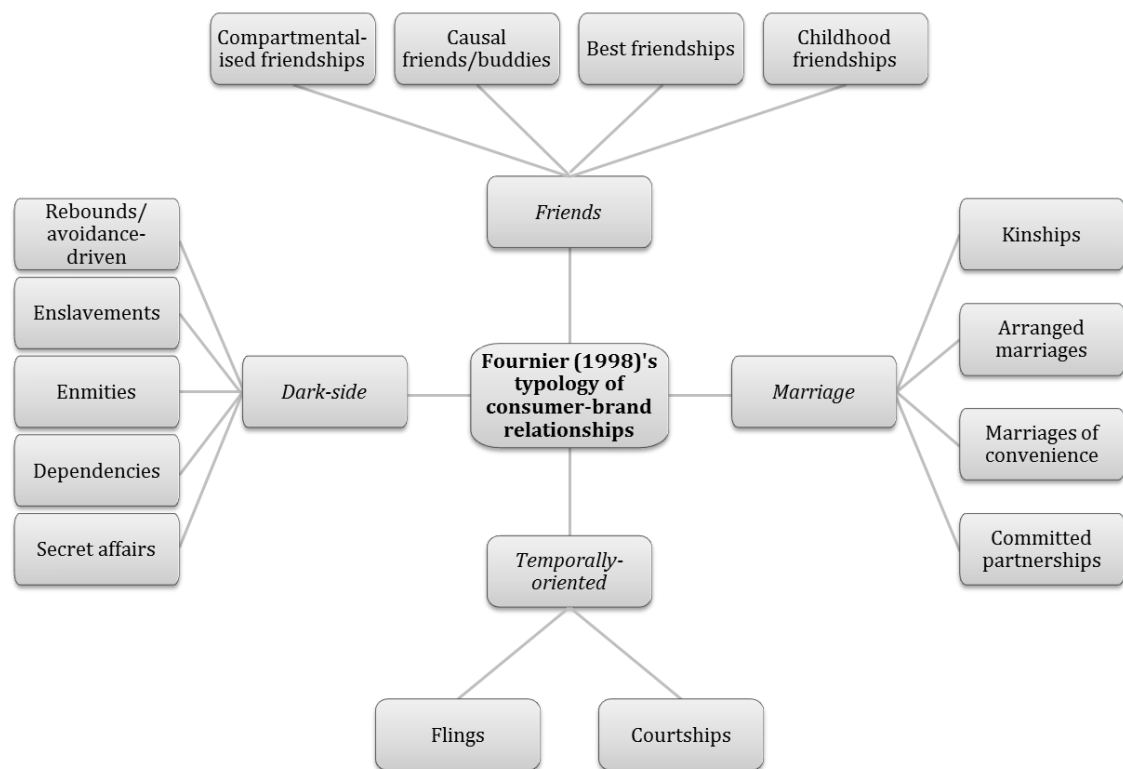 Compartmental-
ised friendships
Causal
friends/buddies
Best friendships
Childhood
friendships
Friends
Rebounds/
avoidance-
driven
Enslavements
Enmities
Dependencies
Secret affairs
Dark-side
Fournier (1998)'s
typology of
consumer-brand
relationships
Marriage
Kinships
Arranged
marriages
Marriages of
convenience
Committed
partnerships
Temporally-
oriented
Flings
Courtships